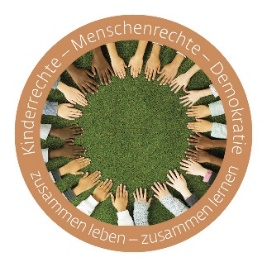 Kinderrechte – Menschenrechte – Demokratie
zusammen leben – zusammen lernen